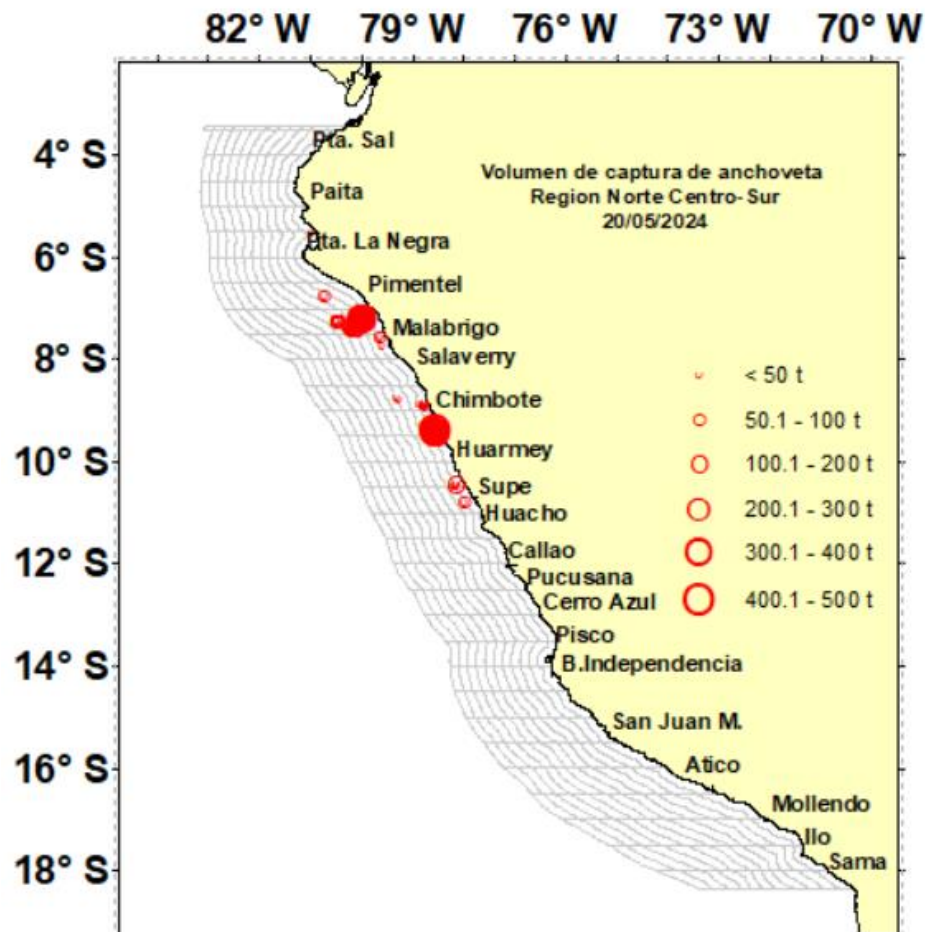 82° W 79° W 76° W 73° W 70° W
4° S
6° S
8° S
10° S
12° S
14° S
16° S
18° S
Volumen de captura de anchoveta
Region Norte Centro-Sur
20/05/2024
Pta. Sal
Paita
Pta. La Negra
Pimentel
Malabrigo
Salaverry
Chimbote
Huarmey
Supe
Huacho
Callao
Pucusana
Cerro Azul
Pisco
B.Independencia
San Juan M.
Atico
Mollendo
Ilo
Sama
< 50 t
50.1 - 100 t
100.1 - 200 t
200.1 - 300 t
300.1 - 400 t
400.1 - 500 t